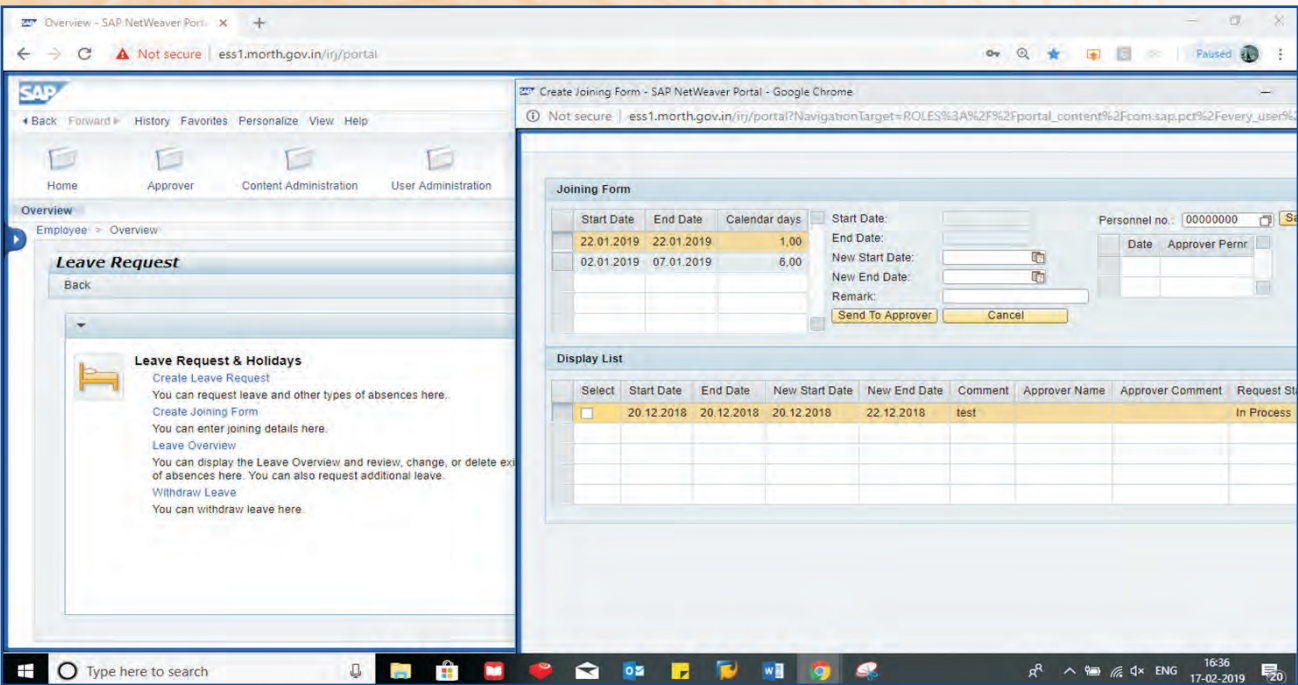 Overview - SAP NetWeaver Port
Not secure ess1.morth.gov.in/irj/portal
Paused
SAP
Back Forward History Favorites Personalize View Help
Home Approver Content Administration User Administration
Overview
Employee > Overview
Leave Request
Back
Leave Request & Holidays
Create Leave Request
You can request leave and other types of absences here.
Create Joining Form
You can enter joining details here.
Leave Overview
You can display the Leave Overview and review, change, or delete exi
of absences here. You can also request additional leave.
Withdraw Leave
You can withdraw leave here.
Create Joining Form - SAP NetWeaver Portal - Google Chrome
Not secure ess1.morth.gov.in/irj/portal?NavigationTarget=ROLES%3A%2F%2Fportal_content%2Fcom.sap.pct%2Fevery_user%2
Joining Form
Start Date End Date Calendar days
22.01.2019 22.01.2019 1,00
02.01.2019 07.01.2019 6,00
Start Date:
End Date:
New Start Date:
New End Date:
Remark:
Send To Approver Cancel
Personnel no.: 00000000 Sa
Date Approver Pernr
Display List
Select Start Date End Date New Start Date New End Date Comment Approver Name Approver Comment Request Sta
20.12.2018 20.12.2018 20.12.2018 22.12.2018 test In Process
Type here to search
ENG
16:36
17-02-2019
20